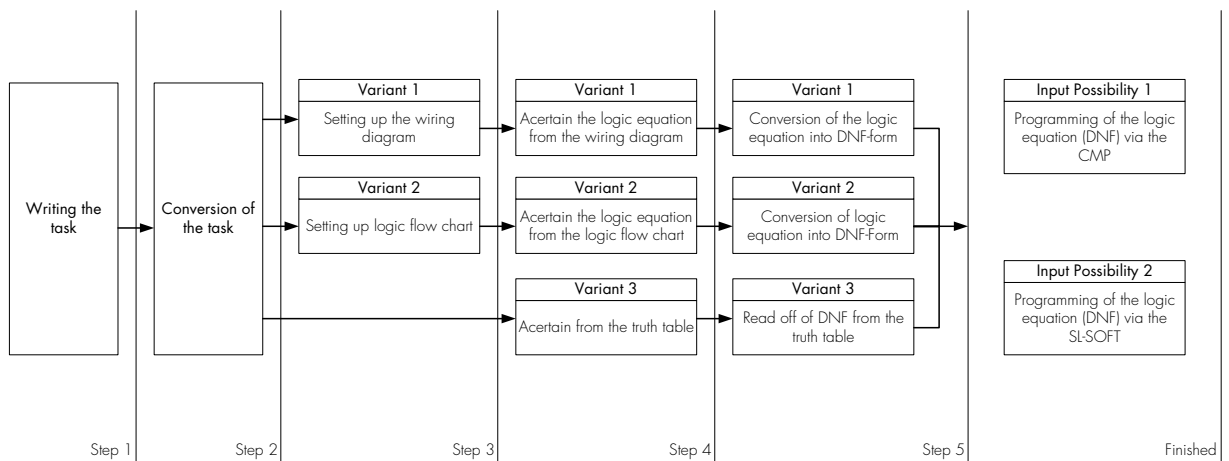 Writing the
task
Step 1
Conversion of
the task
Step 2
Variant 1
Setting up the wiring
diagram
Variant 2
Setting up logic flow chart
Step 3
Variant 1
Acertain the logic equation
from the wiring diagram
Variant 2
Acertain the logic equation
from the logic flow chart
Variant 3
Acertain from the truth table
Step 4
Variant 1
Conversion of the logic
equation into DNF-form
Variant 2
Conversion of logic
equation into DNF-Form
Variant 3
Read off of DNF from the
truth table
Step 5
Input Possibility 1
Programming of the logic
equation (DNF) via the
CMP
Input Possibility 2
Programming of the logic
equation (DNF) via the
SL-SOFT
Finished